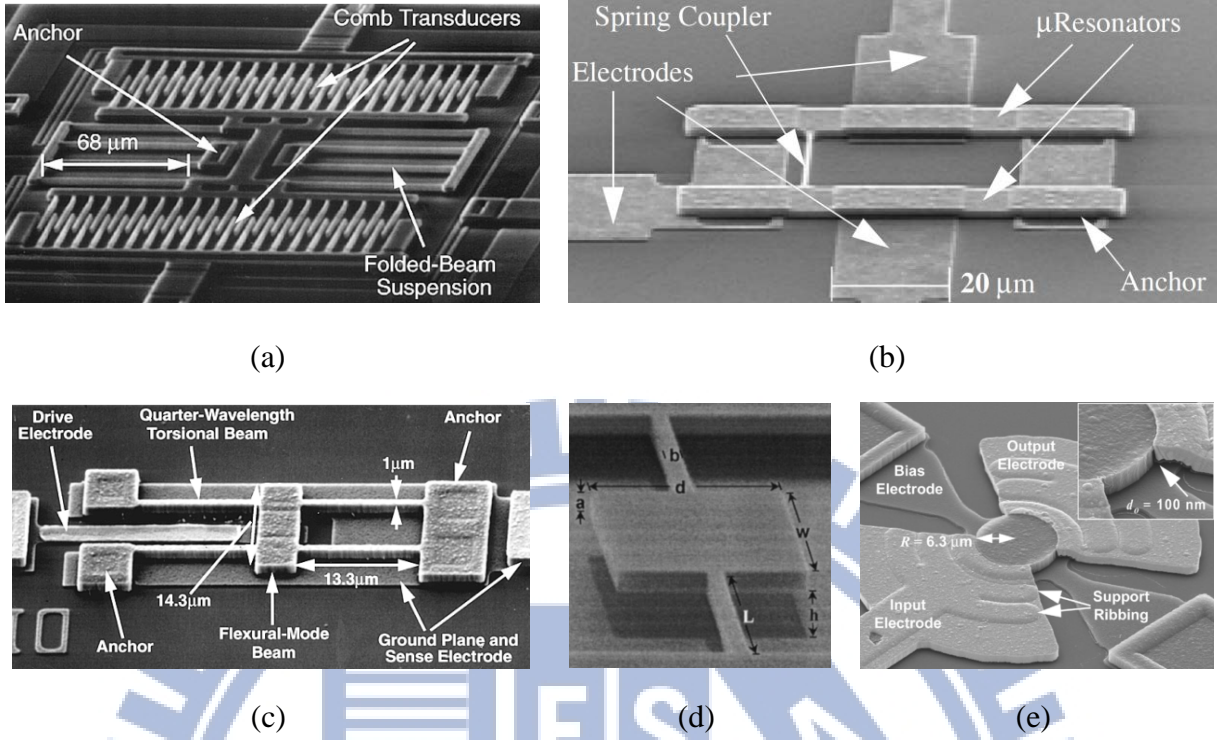 Comb Transducers
Anchor
68 µm
Folded-Beam
Suspension
(a)
Spring Coupler
µResonators
Electrodes
20 µm
Anchor
(b)
Drive
Electrode
Quarter-Wavelength
Torsional Beam
Anchor
1µm
13.3µm
14.3µm
Anchor
Flexural-Mode
Beam
Ground Plane and
Sense Electrode
(c)
b
d
a
w
L
h
(d)
Output
Electrode
Bias
Electrode
dₒ = 100 nm
R = 6.3 µm
Input
Electrode
Support
Ribbing
(e)